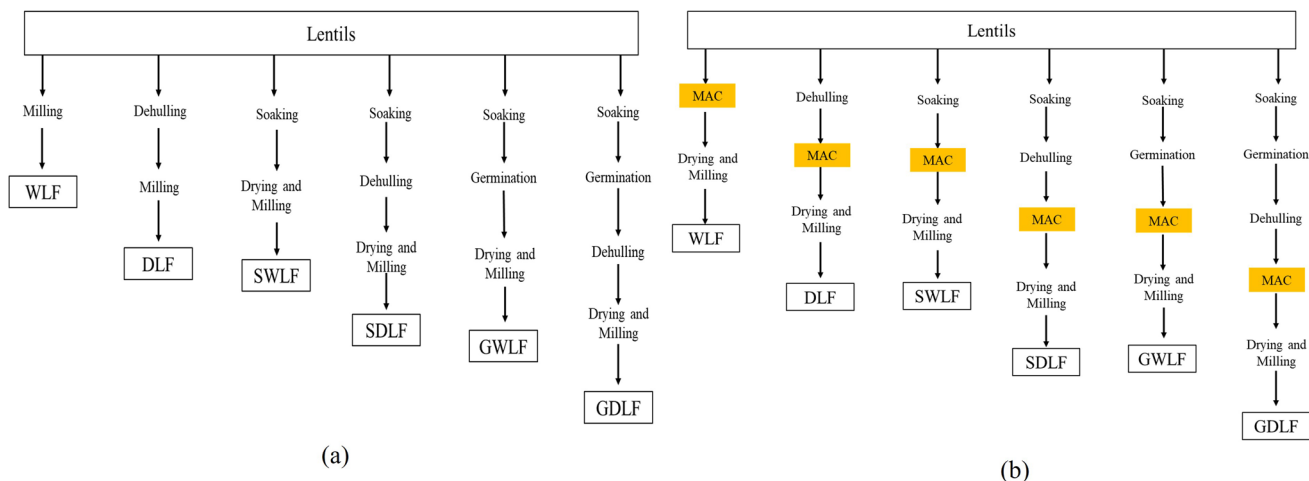 Lentils
Milling
WLF
Dehulling
Milling
DLF
Soaking
Drying and
Milling
SWLF
Soaking
Dehulling
Drying and
Milling
SDLF
Soaking
Germination
Drying and
Milling
GWLF
Soaking
Germination
Dehulling
Drying and
Milling
GDLF
(a)
Lentils
MAC
Drying and
Milling
WLF
Dehulling
MAC
Drying and
Milling
DLF
Soaking
MAC
Drying and
Milling
SWLF
Soaking
Dehulling
MAC
Drying and
Milling
SDLF
Soaking
Germination
MAC
Drying and
Milling
GWLF
Soaking
Germination
Dehulling
MAC
Drying and
Milling
GDLF
(b)